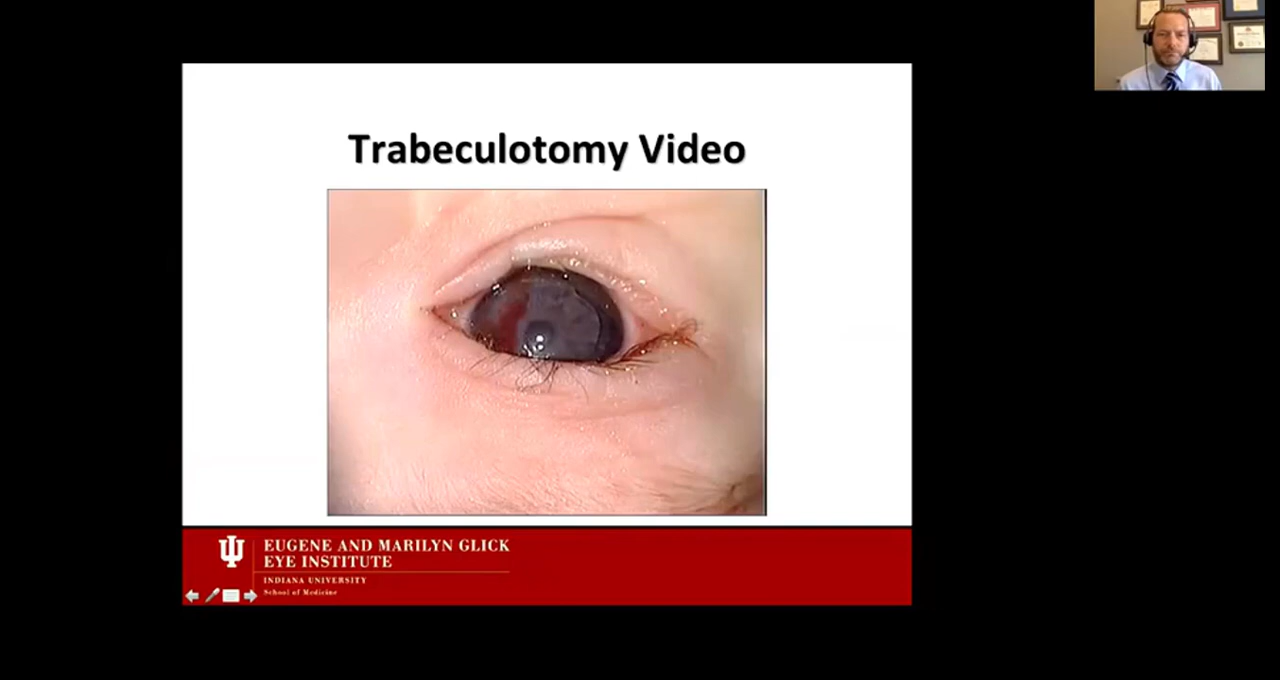 Trabeculotomy Video
EUGENE AND MARILYN GLICK
EYE INSTITUTE
INDIANA UNIVERSITY
School of Medicine